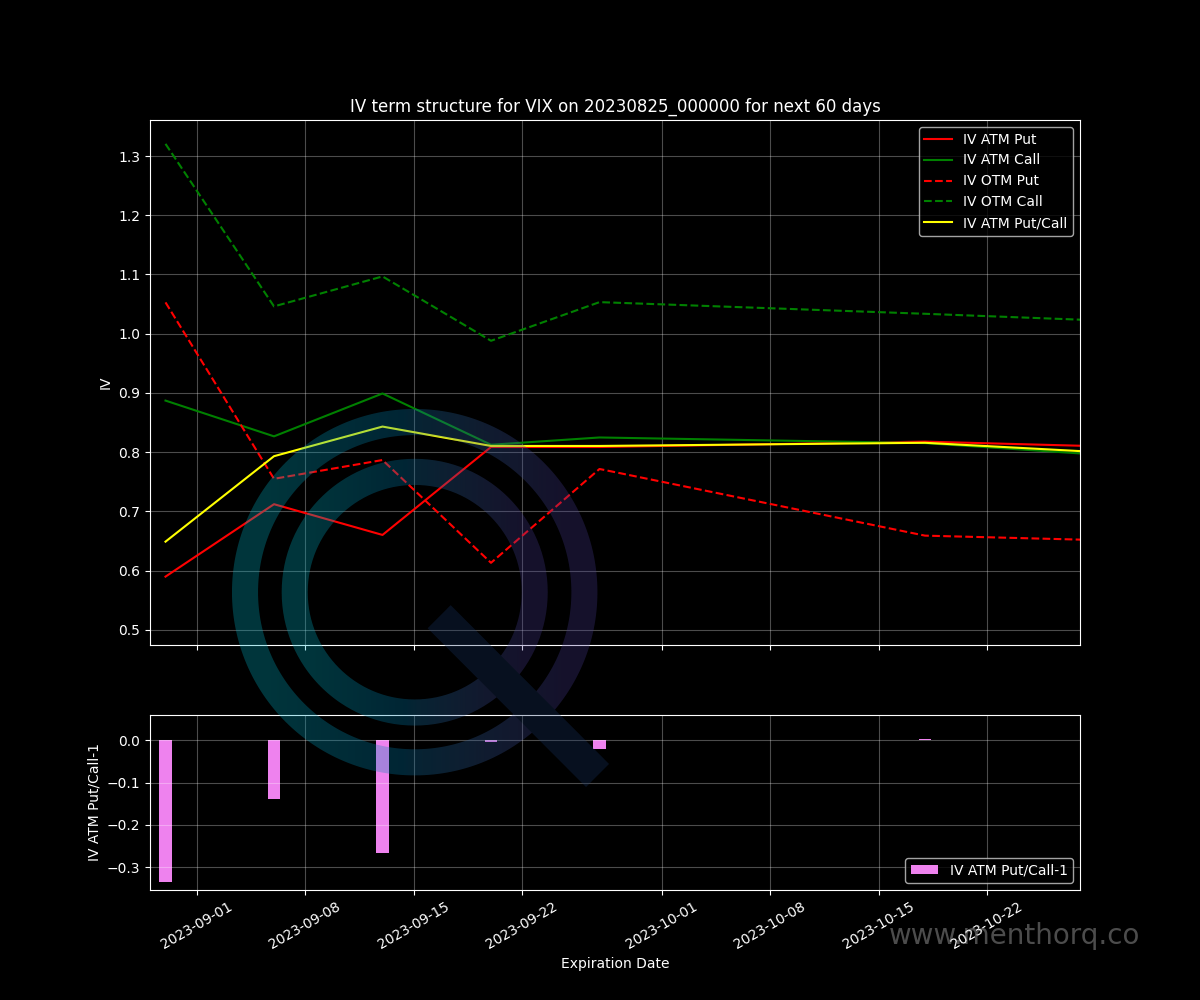 IV term structure for VIX on 20230825_000000 for next 60 days
IV ATM Put
IV ATM Call
IV OTM Put
IV OTM Call
IV ATM Put/Call
1.3
1.2
1.1
1.0
0.9
0.8
0.7
0.6
0.5
IV
0.0
−0.1
−0.2
−0.3
IV ATM Put/Call-1
IV ATM Put/Call-1
2023-09-01
2023-09-08
2023-09-15
2023-09-22
2023-10-01
2023-10-08
2023-10-15
2023-10-22
www.menthorq.co
Expiration Date